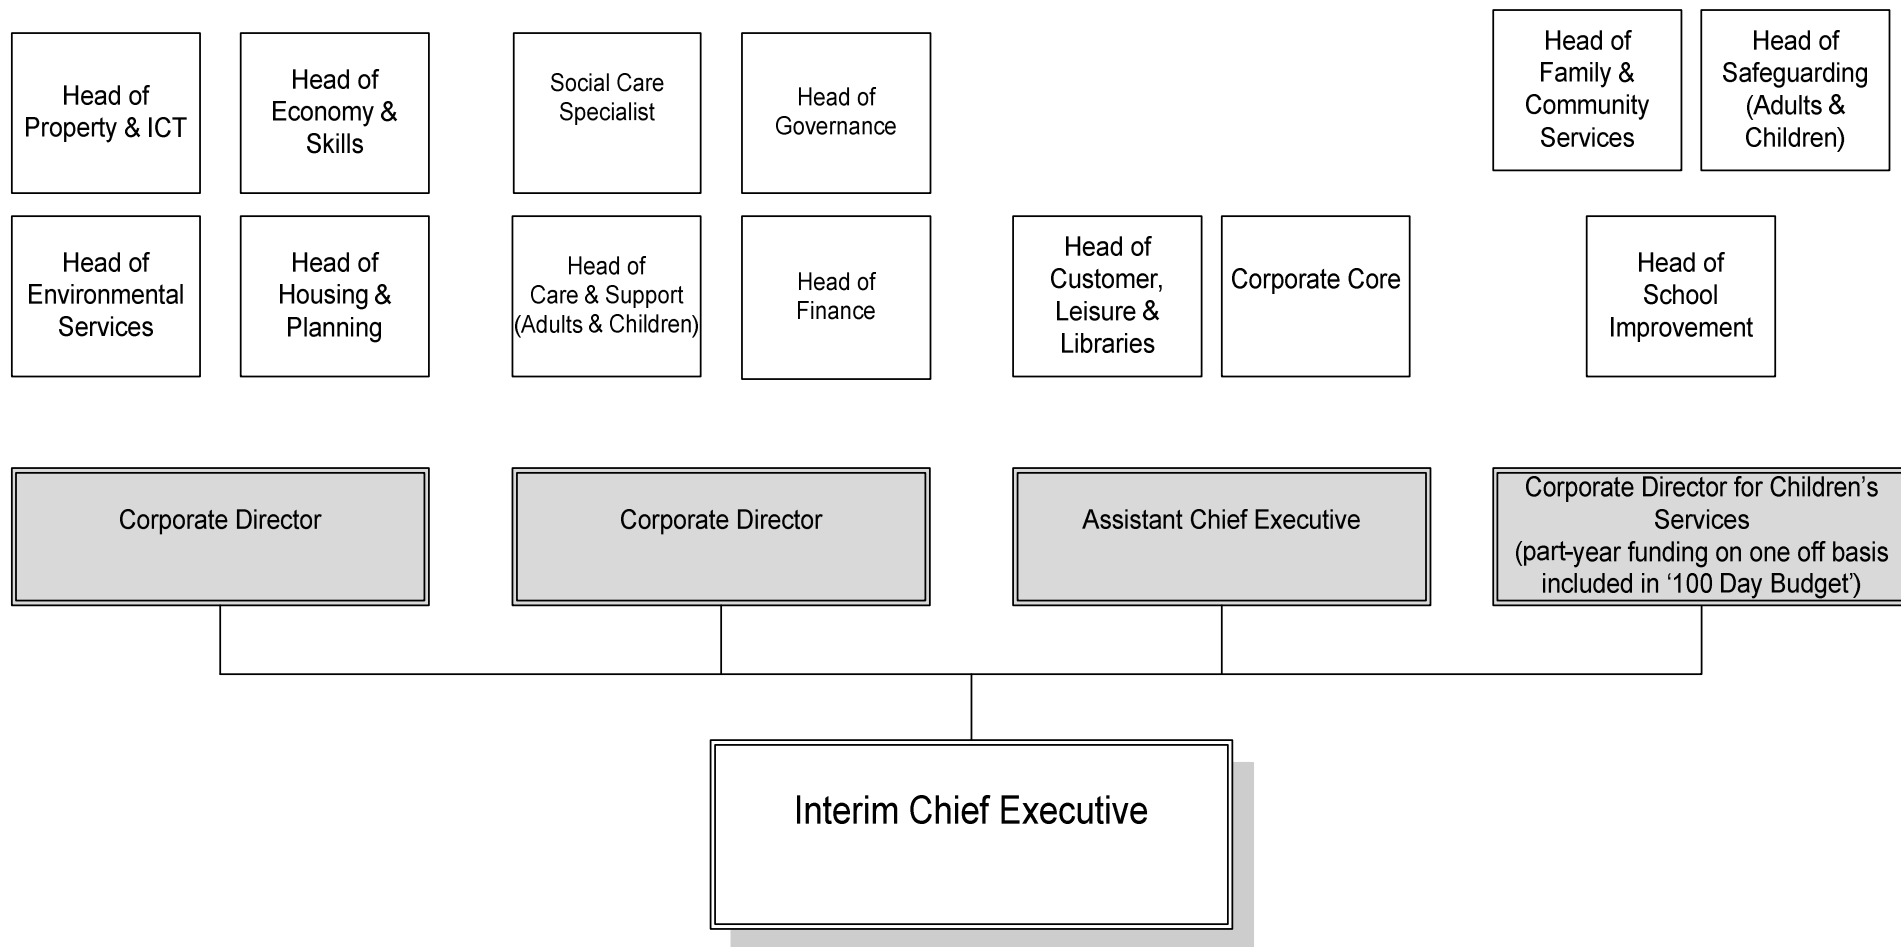 Head of
Property & ICT
Head of
Economy &
Skills
Social Care
Specialist
Head of
Governance
Head of
Family &
Community
Services
Head of
Safeguarding
(Adults &
Children)
Head of
Environmental
Services
Head of
Housing &
Planning
Head of
Care & Support
(Adults & Children)
Head of
Finance
Head of
Customer,
Leisure &
Libraries
Corporate Core
Head of
School
Improvement
Corporate Director
Corporate Director
Assistant Chief Executive
Corporate Director for Children’s
Services
(part-year funding on one off basis
included in ‘100 Day Budget’)
Interim Chief Executive